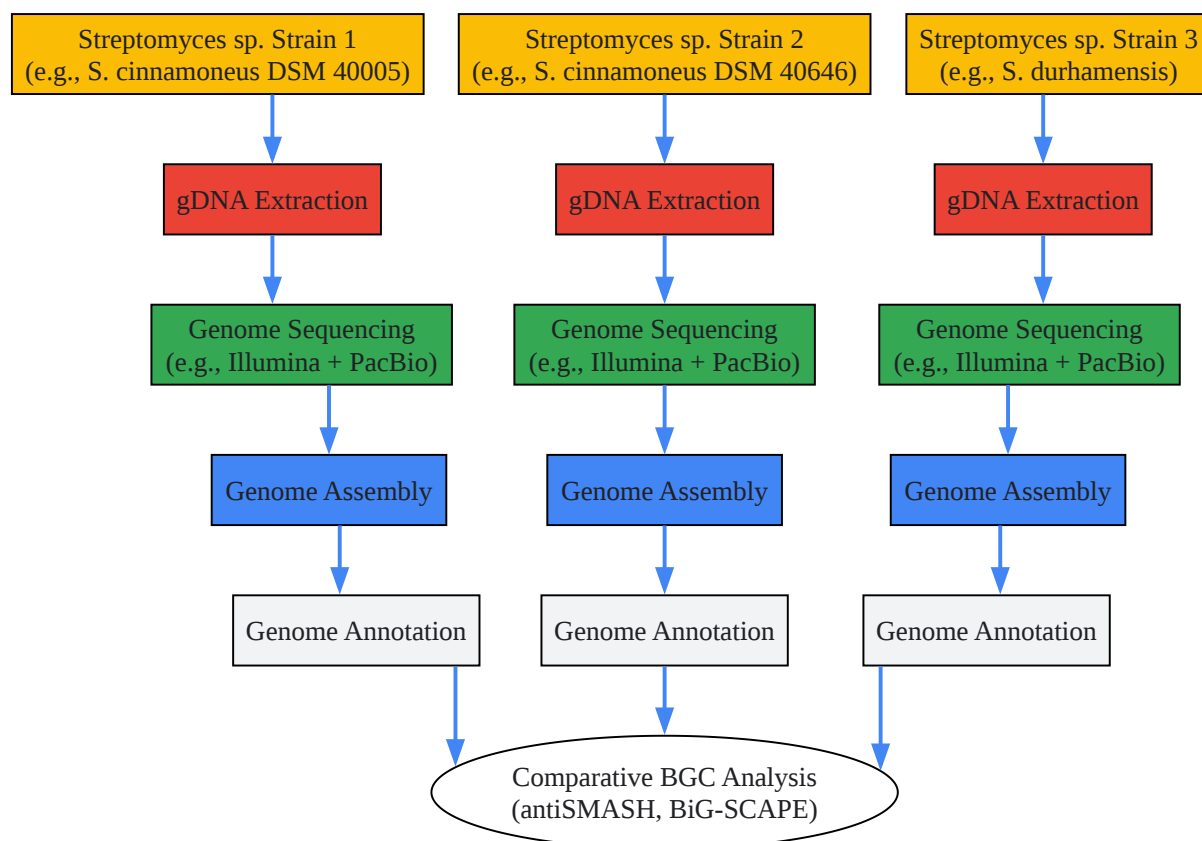 Streptomyces sp. Strain 1
(e.g., S. cinnamoneus DSM 40005)
Streptomyces sp. Strain 2
(e.g., S. cinnamoneus DSM 40646)
Streptomyces sp. Strain 3
(e.g., S. durhamensis)
gDNA Extraction
gDNA Extraction
gDNA Extraction
Genome Sequencing
(e.g., Illumina + PacBio)
Genome Sequencing
(e.g., Illumina + PacBio)
Genome Sequencing
(e.g., Illumina + PacBio)
Genome Assembly
Genome Assembly
Genome Assembly
Genome Annotation
Genome Annotation
Genome Annotation
Comparative BGC Analysis
(antiSMASH, BiG-SCAPE)